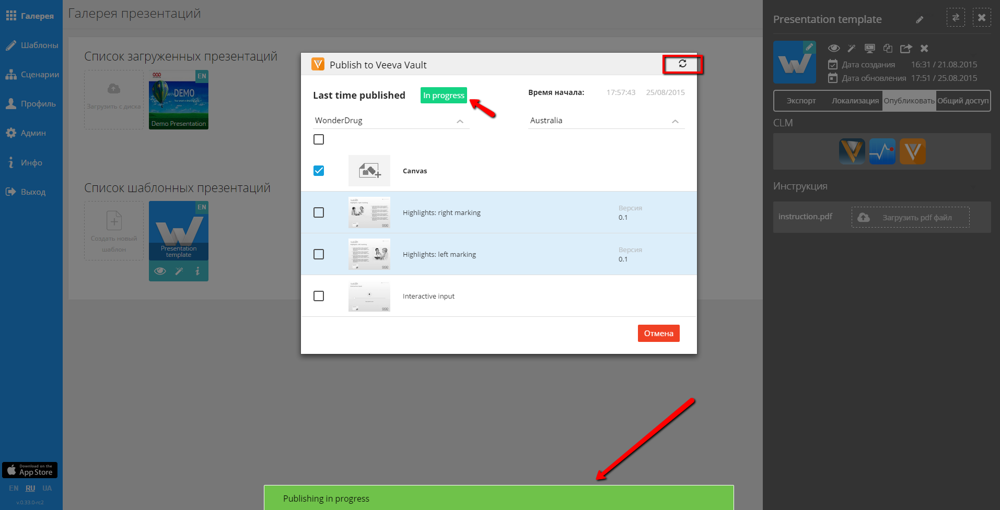 Галерея
Шаблоны
Сценарии
Профиль
Админ
Инфо
Выход
Download on the
App Store
EN RU UA
v.0.33.0-rc2
Галерея презентаций
Список загруженных презентаций
Загрузить с диска
EN
DEMO
Demo Presentation
Список шаблонных презентаций
Создать новый
шаблон
EN
Presentation
template
Publish to Veeva Vault
Last time published
In progress
Время начала:
17:57:43
25/08/2015
WonderDrug
Australia
Canvas
Highlights: right marking
Версия
0.1
Highlights: left marking
Версия
0.1
Interactive input
Отмена
Publishing in progress
Presentation template
Дата создания 16:31 / 21.08.2015
Дата обновления 17:51 / 25.08.2015
Экспорт
Локализация
Опубликовать
Общий доступ
CLM
Инструкция
instruction.pdf
Загрузить pdf файл